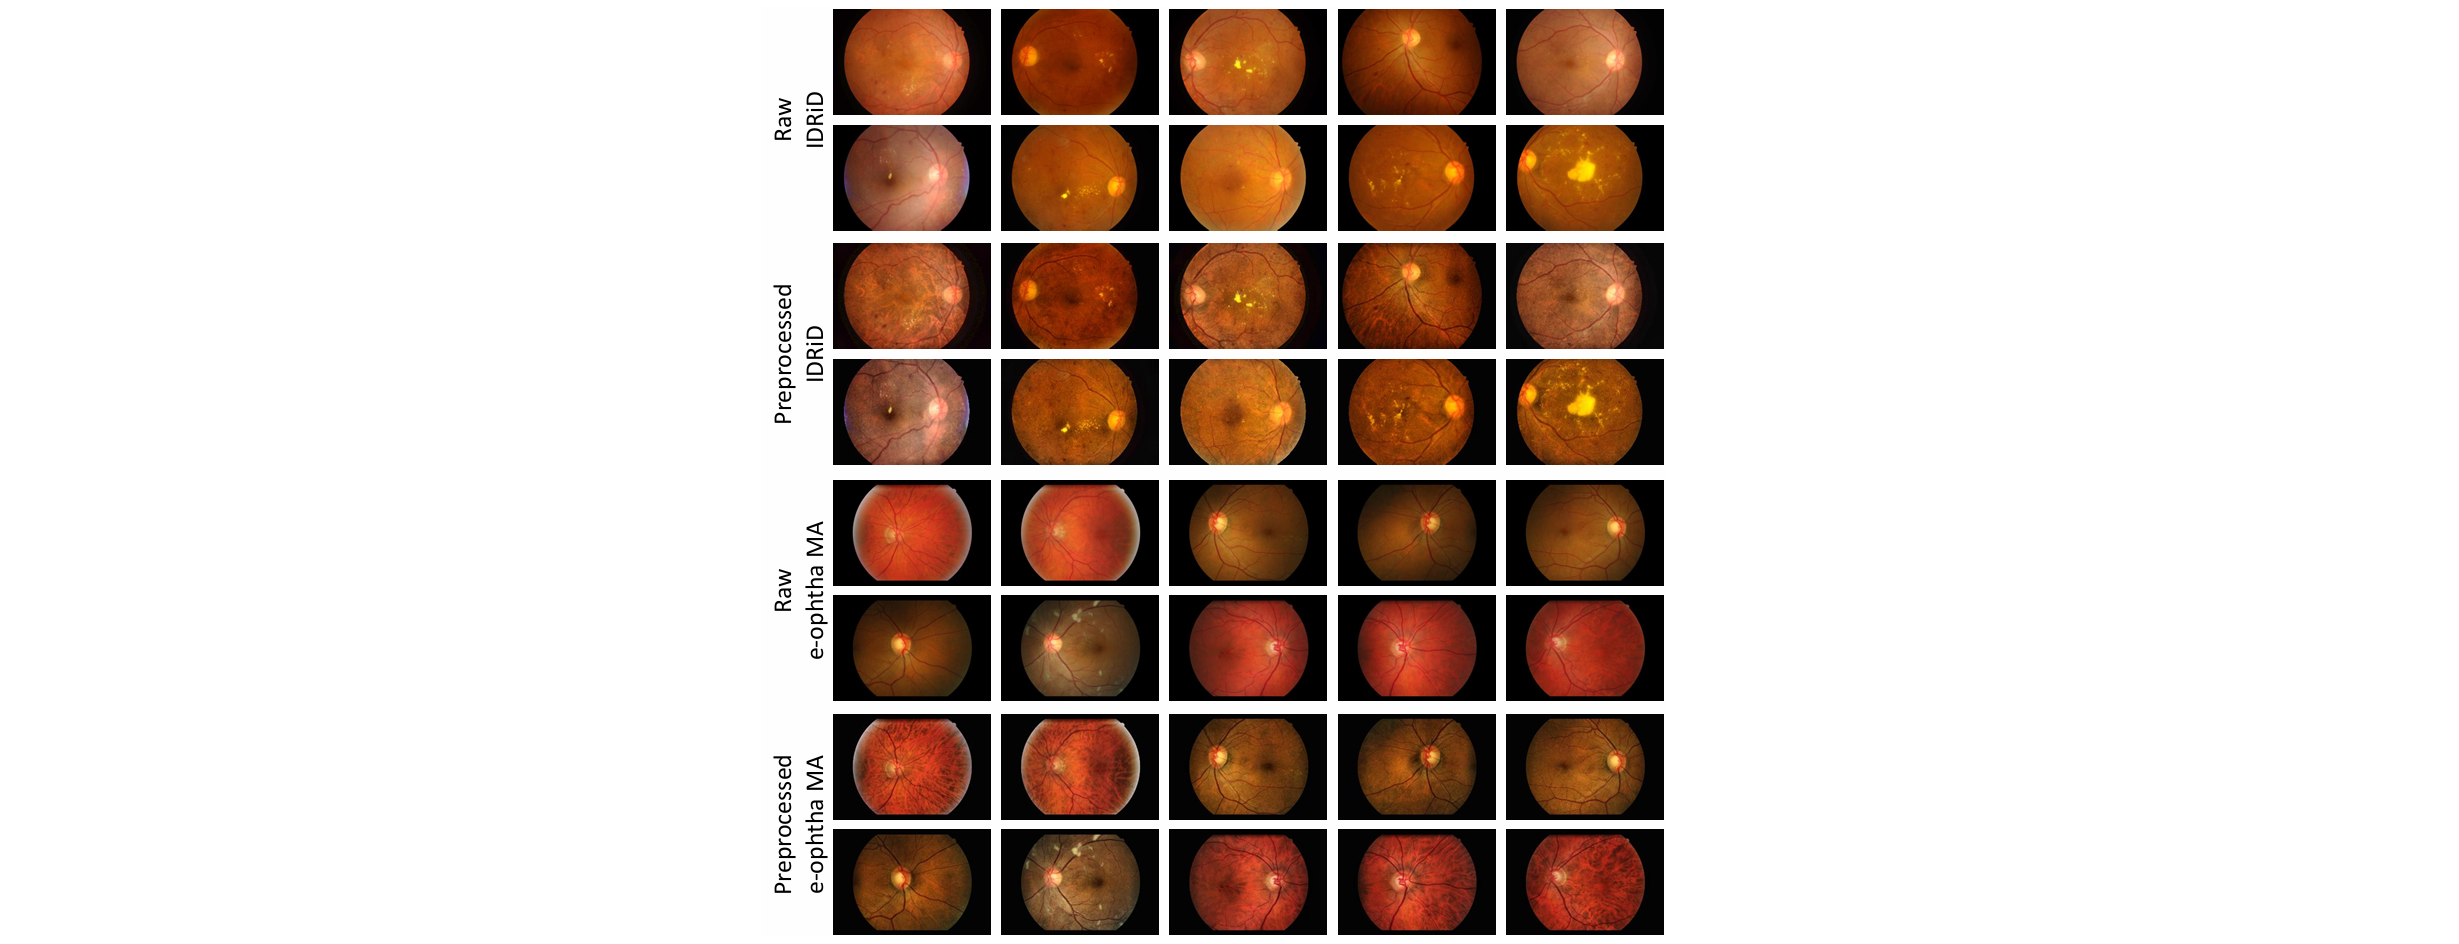 Raw
IDRiD
Preprocessed
IDRiD
Raw
e-ophtha MA
Preprocessed
e-ophtha MA